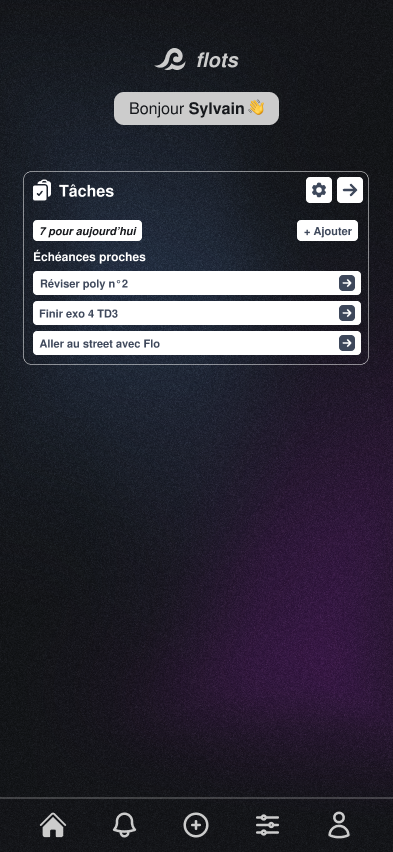 flots
Bonjour Sylvain 👋
Tâches
7 pour aujourd'hui
+ Ajouter
Échéances proches
Réviser poly n°2
Finir exo 4 TD3
Aller au street avec Flo